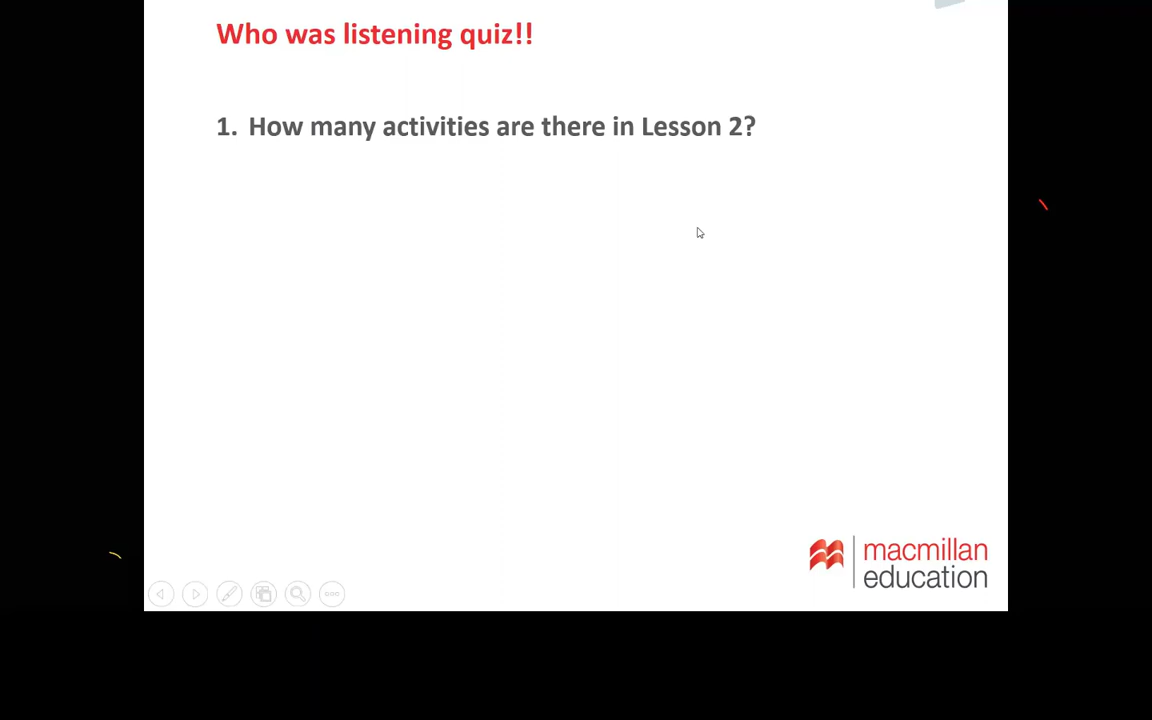 Who was listening quiz!!
1. How many activities are there in Lesson 2?
macmillan
education